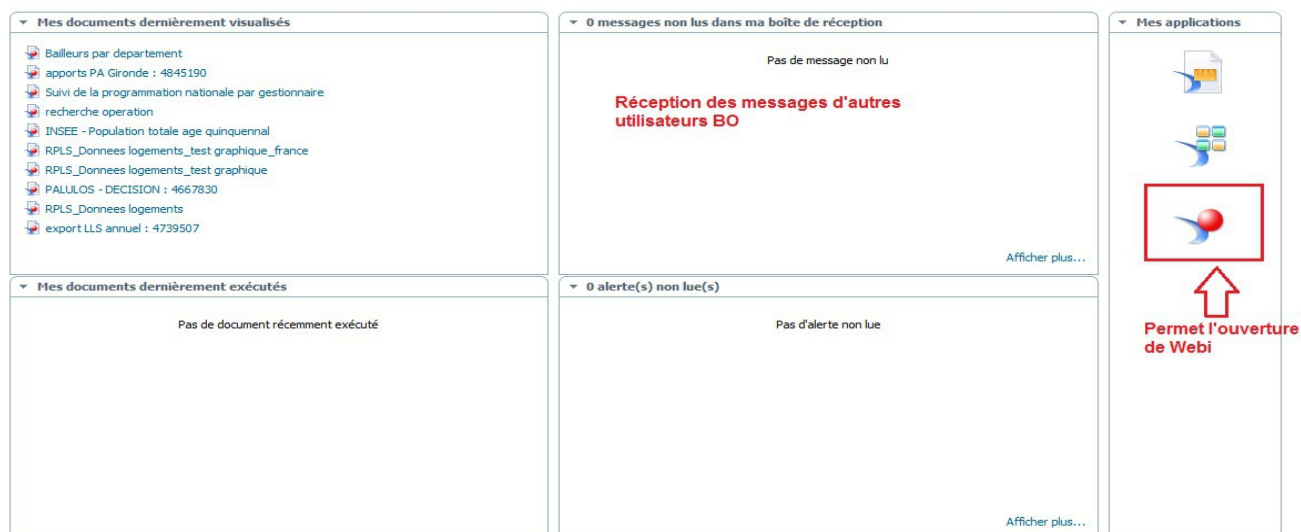 Mes documents dernièrement visualisés
Bailleurs par departement
apports PA Gironde : 4845190
Suivi de la programmation nationale par gestionnaire
recherche operation
INSEE - Population totale age quinquennal
RPLS_Donnees logements_test graphique_france
RPLS_Donnees logements_test graphique
PALULOS - DECISION : 4667830
RPLS_Donnees logements
export LLS annuel : 4739507
0 messages non lus dans ma boîte de réception
Pas de message non lu
Réception des messages d'autres
utilisateurs BO
Afficher plus...
Mes applications
Permet l'ouverture
de Webi
Mes documents dernièrement exécutés
Pas de document récemment exécuté
0 alerte(s) non lue(s)
Pas d'alerte non lue
Afficher plus...